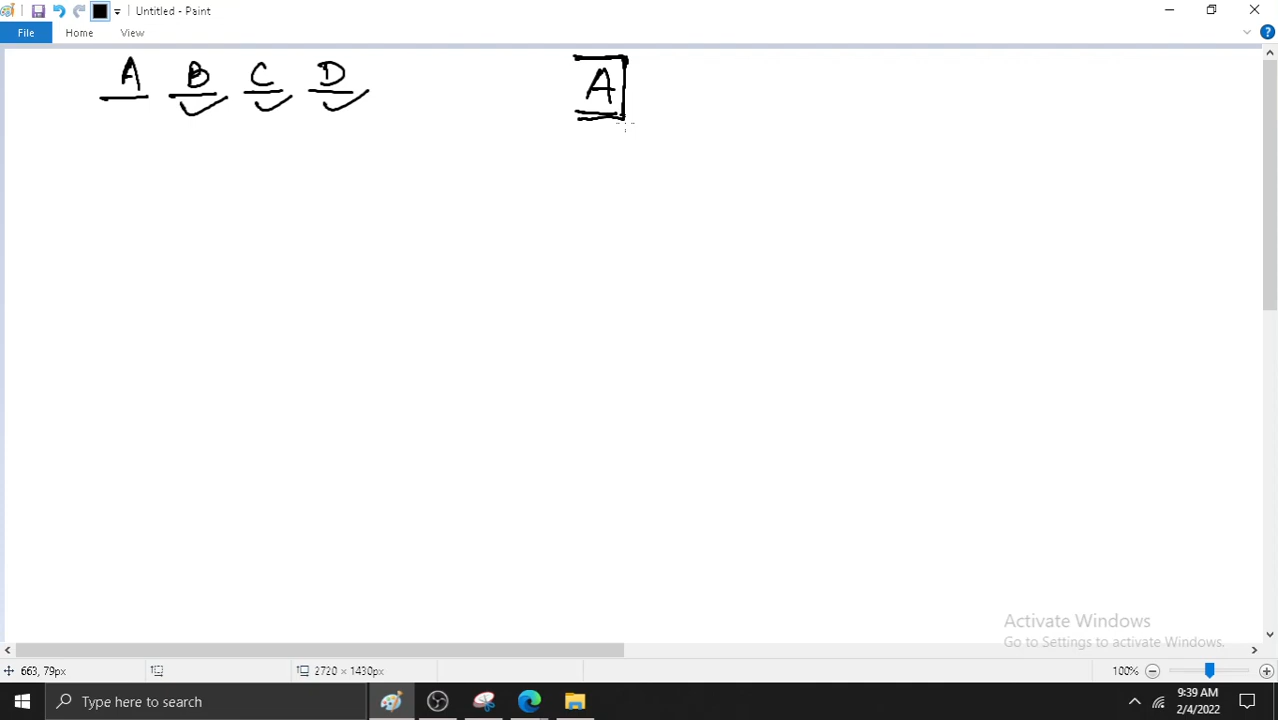 Untitled - Paint
File Home View
A B C D A
Activate Windows
Go to Settings to activate Windows.
663, 79px 2720 × 1430px 100%
Type here to search
9:39 AM
2/4/2022